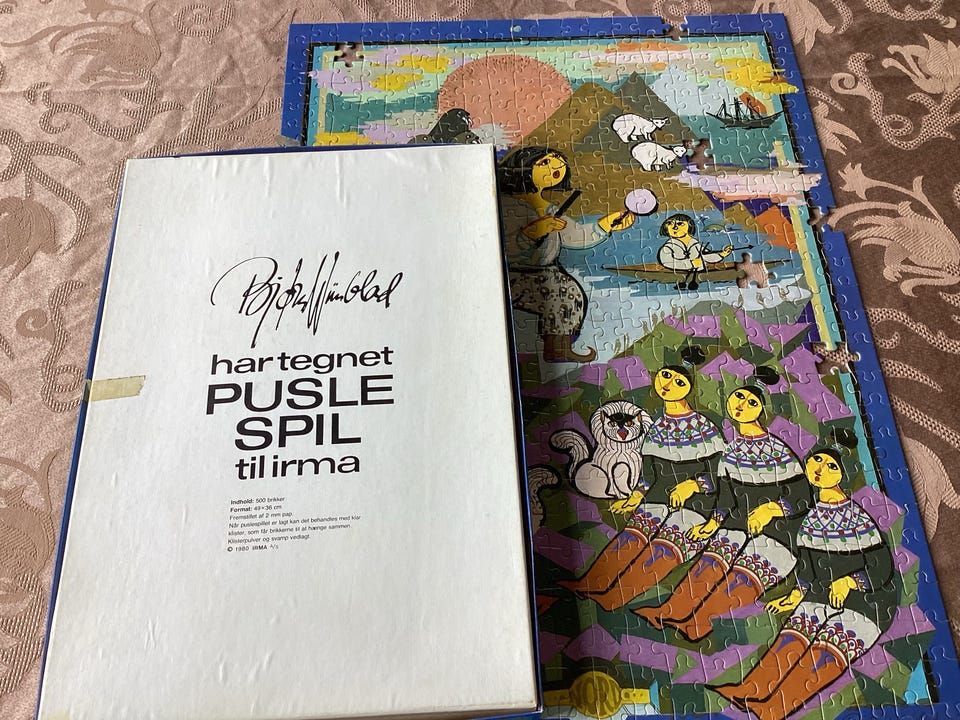 Bjørn Wiinblad
har tegnet
PUSLE
SPIL
til irma
Indhold: 500 brikker
Format: 49×36 cm
Fremstillet af 2 mm pap.
Når puslespillet er lagt kan det behandles med klar
klister, som får brikkerne til at hænge sammen.
Klisterpulver og svamp vedlagt.
© 1980 IRMA A/S
NORD